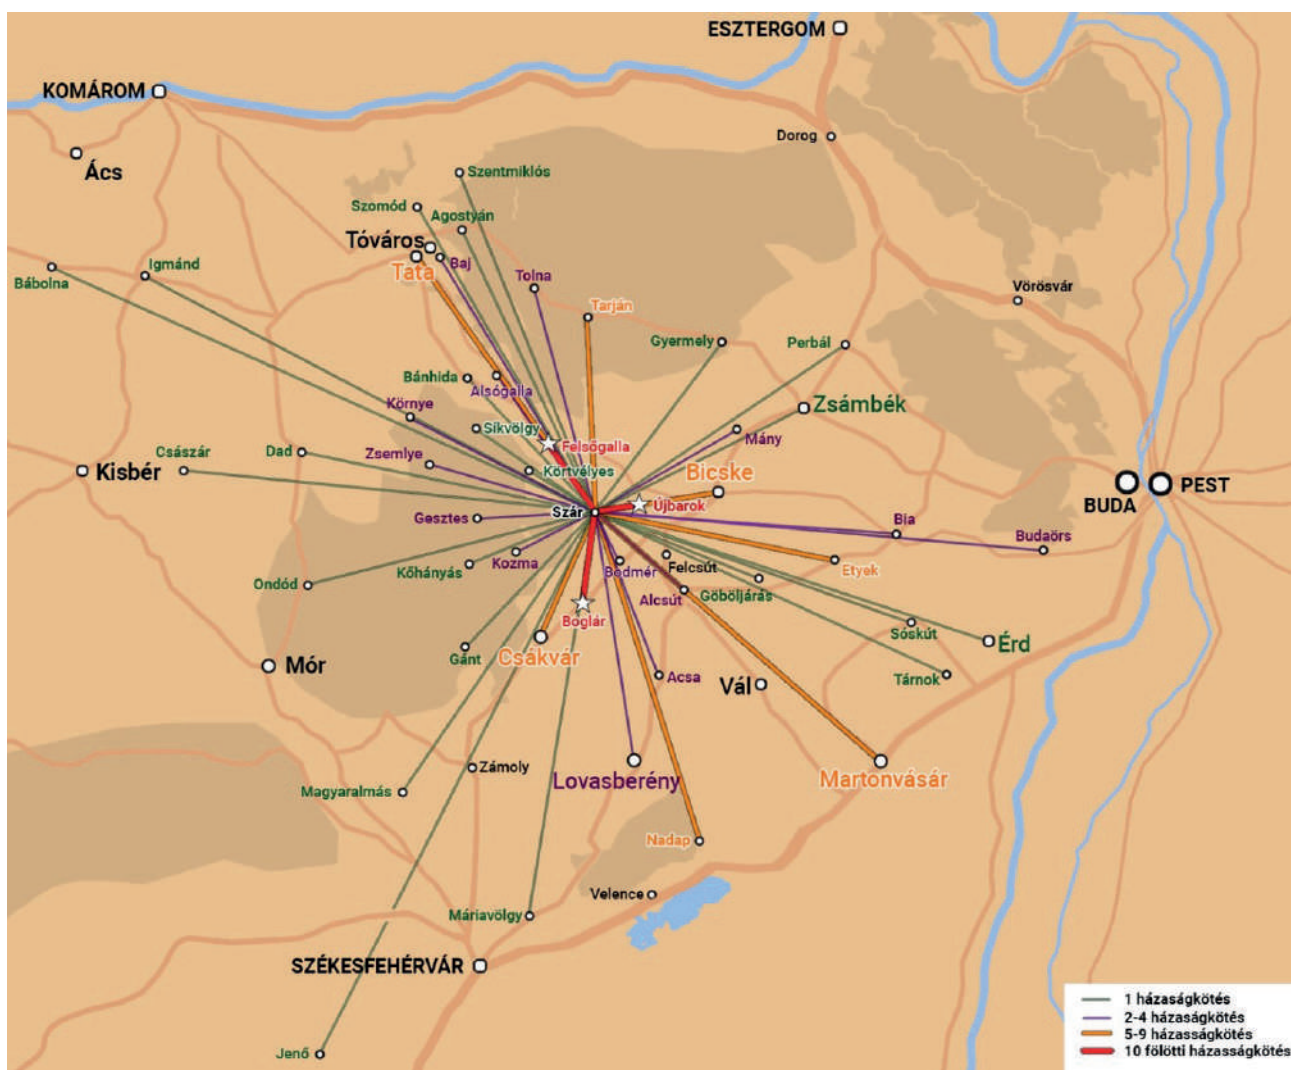 ESZTERGOM
KOMÁROM
Dorog
Ács
Szentmiklós
Szomód
Agostyán
Tóváros
Baj
Igmánd
Tata
Tolna
Bábolna
Vörösvár
Tarján
Gyermely
Perbál
Bánhida
Alsógalla
Környe
Zsámbék
Síkvölgy
Mány
Felsőgalla
Császár
Dad
Zsemlye
Kisbér
Körtvélyes
Bicske
PEST
BUDA
Újbarok
Szár
Gesztes
Bia
Budaörs
Kozma
Bodmér
Felcsút
Kőhányás
Etyek
Ondód
Göböljárás
Alcsút
Boglár
Sóskút
Érd
Csákvár
Gánt
Mór
Acsa
Vál
Tárnok
Zámoly
Lovasberény
Martonvásár
Magyaralmás
Nadap
Velence
Máriavölgy
SZÉKESFEHÉRVÁR
Jenő
1 házaságkötés
2-4 házaságkötés
5-9 házasságkötés
10 fölötti házasságkötés